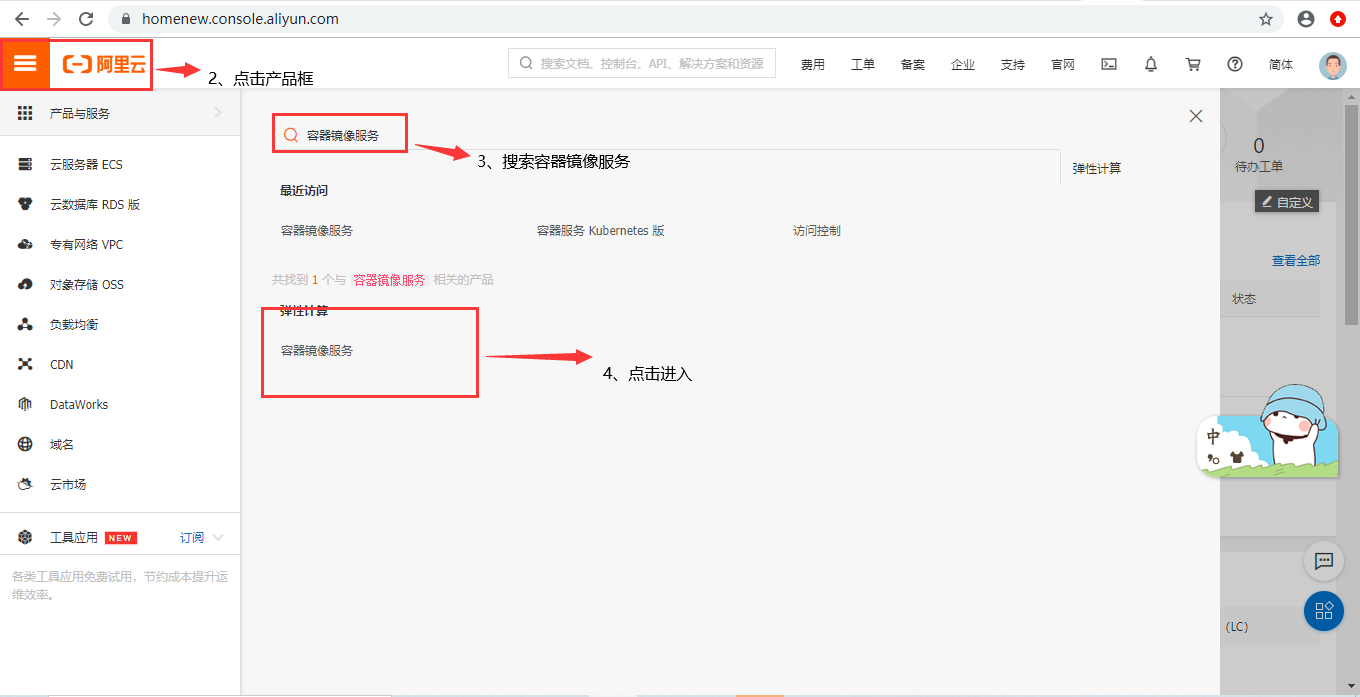 homenew.console.aliyun.com
阿里云
2、点击产品框
搜索文档、控制台、API、解决方案和资源
费用
工单
备案
企业
支持
官网
简体
产品与服务
容器镜像服务
3、搜索容器镜像服务
弹性计算
0
待办工单
自定义
云服务器 ECS
云数据库 RDS 版
专有网络 VPC
对象存储 OSS
负载均衡
CDN
DataWorks
域名
云市场
最近访问
容器镜像服务
容器服务 Kubernetes 版
访问控制
共找到 1 个与 容器镜像服务 相关的产品
弹性计算
容器镜像服务
4、点击进入
查看全部
状态
中
工具应用 NEW 订阅
各类工具应用免费试用，节约成本提升运
维效率。
(LC)